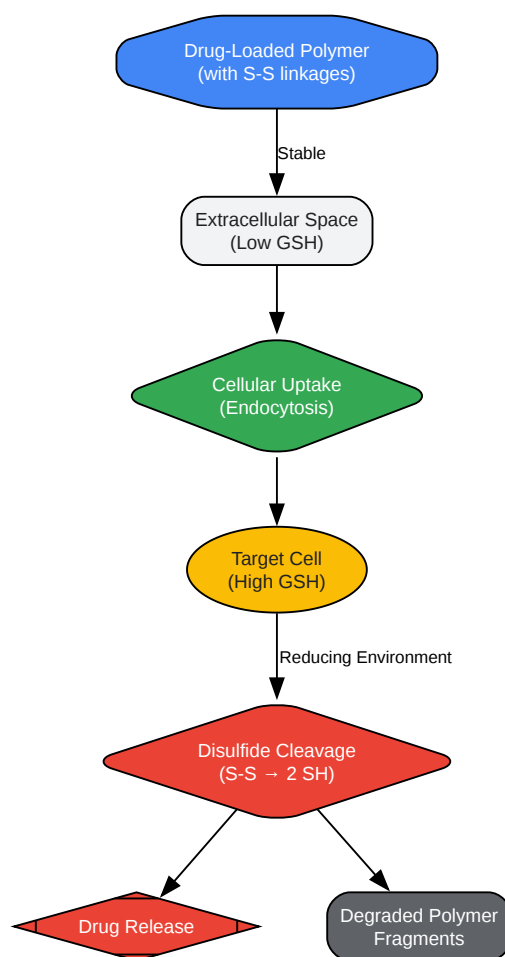 Drug-Loaded Polymer
(with S-S linkages)
Stable
Extracellular Space
(Low GSH)
Cellular Uptake
(Endocytosis)
Target Cell
(High GSH)
Reducing Environment
Disulfide Cleavage
(S-S → 2 SH)
Drug Release
Degraded Polymer
Fragments